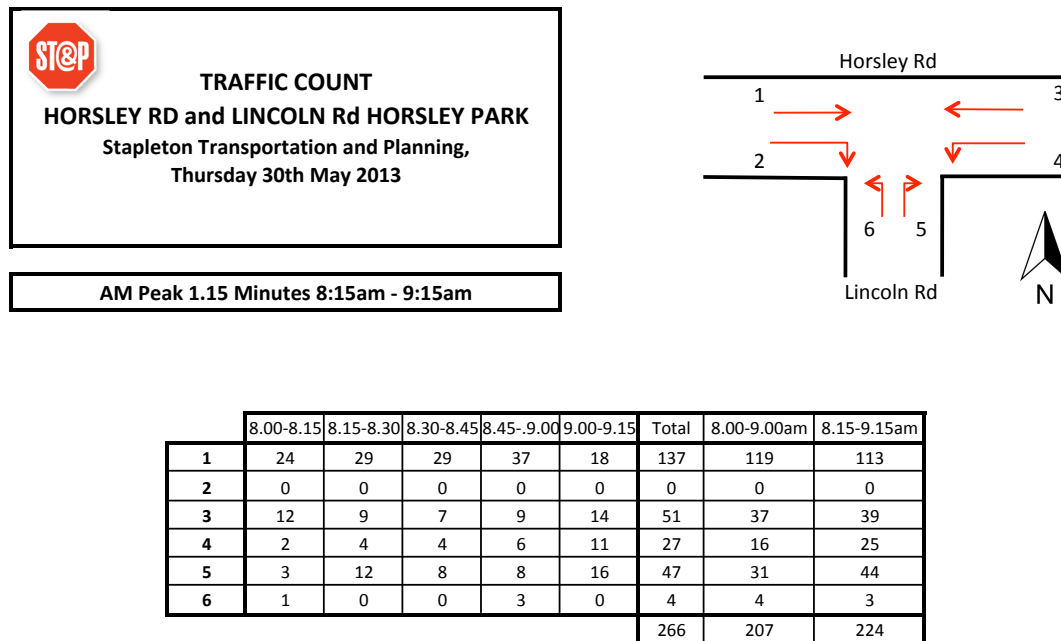 ST&P
TRAFFIC COUNT
HORSLEY RD and LINCOLN Rd HORSLEY PARK
Stapleton Transportation and Planning,
Thursday 30th May 2013
AM Peak 1.15 Minutes 8:15am - 9:15am
Horsley Rd
1 3
2 4
6 5
Lincoln Rd
N
8.00-8.15 8.15-8.30 8.30-8.45 8.45-.9.00 9.00-9.15 Total 8.00-9.00am 8.15-9.15am
1 24 29 29 37 18 137 119 113
2 0 0 0 0 0 0 0 0
3 12 9 7 9 14 51 37 39
4 2 4 4 6 11 27 16 25
5 3 12 8 8 16 47 31 44
6 1 0 0 3 0 4 4 3
266 207 224